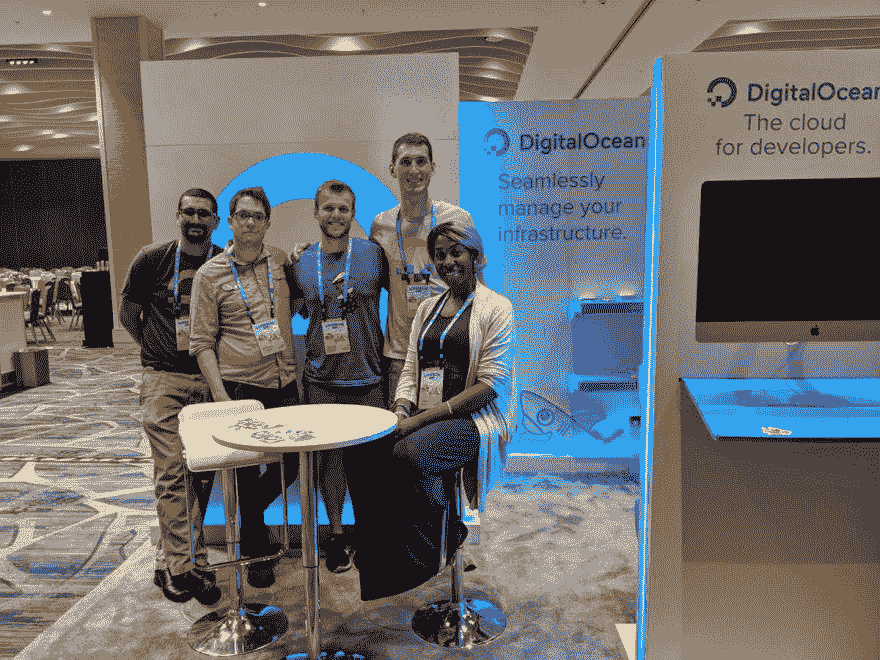 DigitalOcean
Seamlessly
manage your
infrastructure.
DigitalOcean
The cloud
for developers.